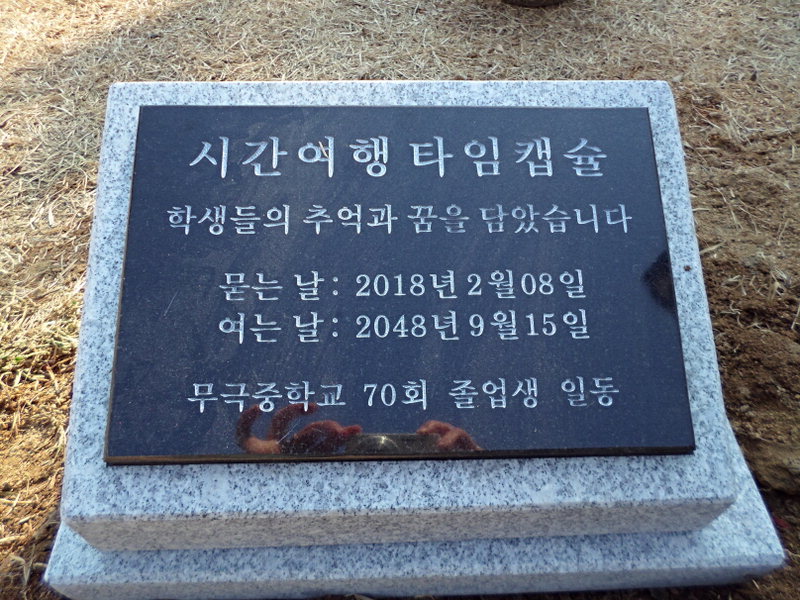 시간여행 타임캡슐
학생들의 추억과 꿈을 담았습니다
묻는 날 : 2018년 2월 08일
여는 날 : 2048년 9월 15일
무극중학교 70회 졸업생 일동